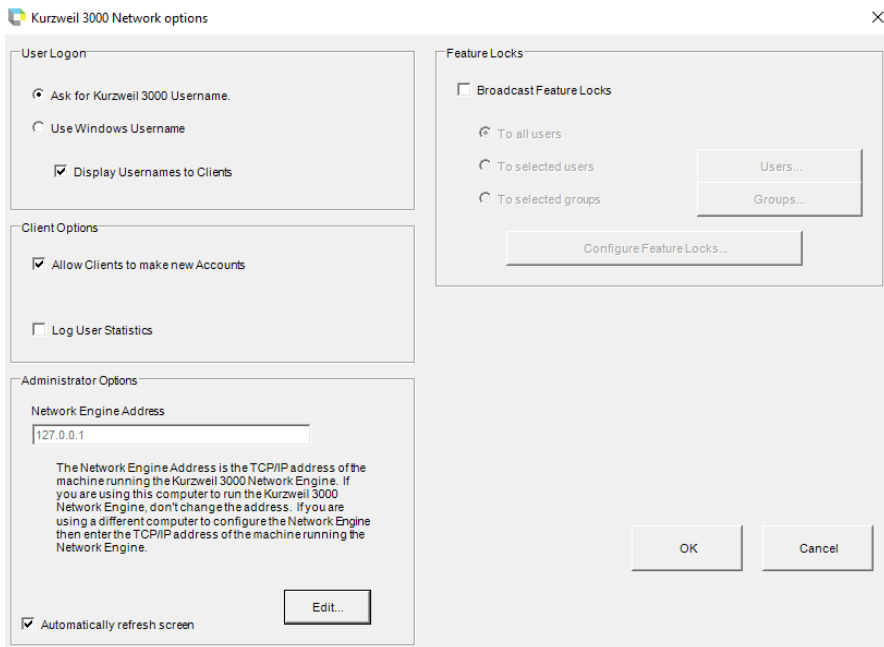 Kurzweil 3000 Network options
User Logon
Ask for Kurzweil 3000 Username.
Use Windows Username
Display Usernames to Clients
Client Options
Allow Clients to make new Accounts
Log User Statistics
Administrator Options
Network Engine Address
127.0.0.1
The Network Engine Address is the TCP/IP address of the
machine running the Kurzweil 3000 Network Engine. If
you are using this computer to run the Kurzweil 3000
Network Engine, don't change the address. If you are
using a different computer to configure the Network Engine
then enter the TCP/IP address of the machine running the
Network Engine.
Edit...
Automatically refresh screen
Feature Locks
Broadcast Feature Locks
To all users
To selected users
Users...
To selected groups
Groups...
Configure Feature Locks...
OK
Cancel